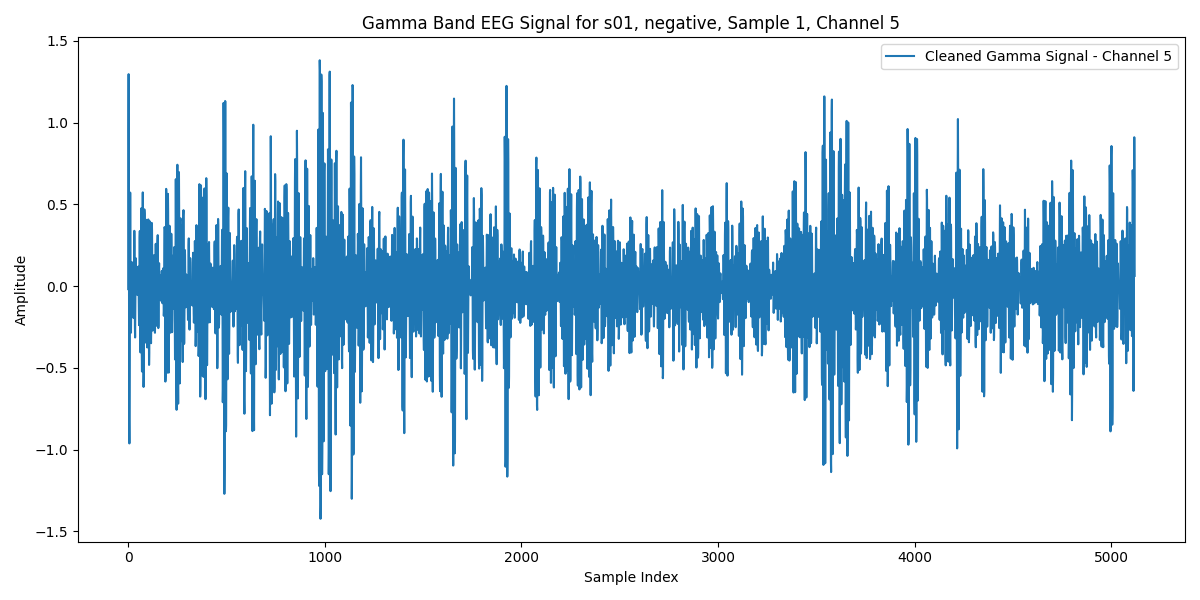 Gamma Band EEG Signal for s01, negative, Sample 1, Channel 5
Cleaned Gamma Signal - Channel 5
1.5
1.0
0.5
0.0
−0.5
−1.0
−1.5
Amplitude
0 1000 2000 3000 4000 5000
Sample Index